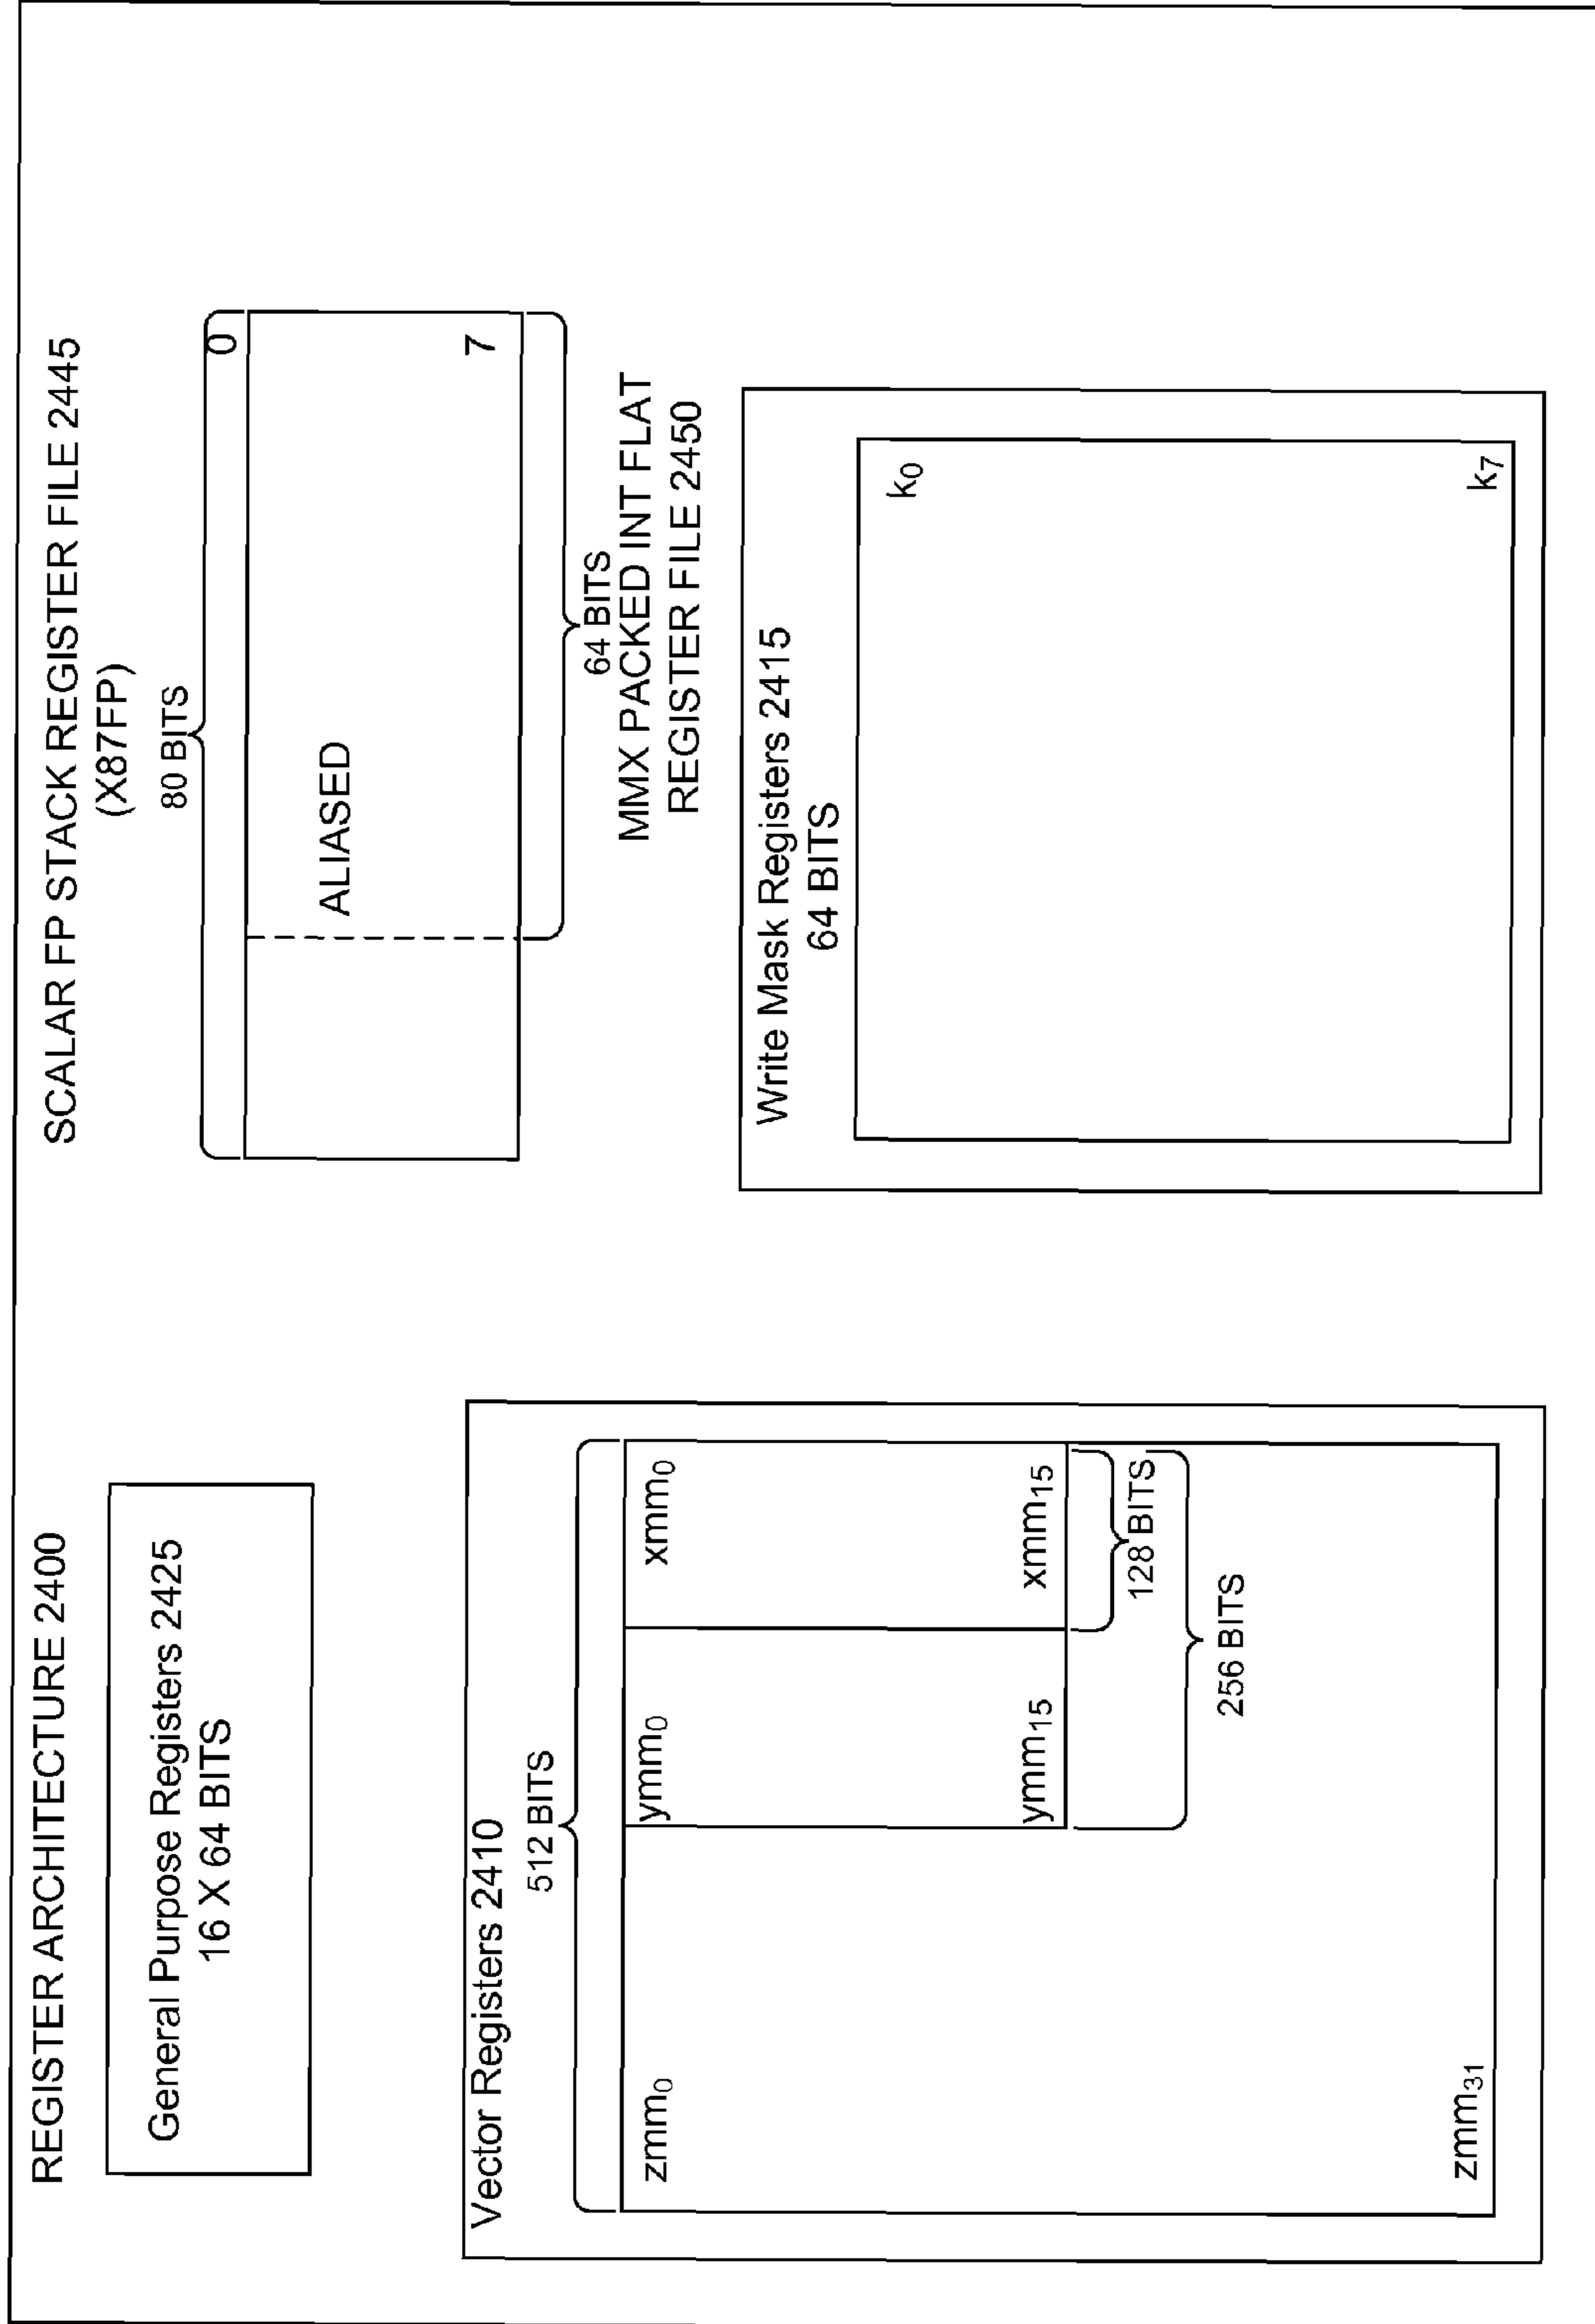 REGISTER ARCHITECTURE 2400
General Purpose Registers 2425
16 X 64 BITS
Vector Registers 2410
512 BITS
zmm0
ymm0
xmm0
ymm15
xmm15
128 BITS
256 BITS
zmm31
SCALAR FP STACK REGISTER FILE 2445
(X87FP)
80 BITS
0
ALIASED
7
64 BITS
MMX PACKED INT FLAT
REGISTER FILE 2450
Write Mask Registers 2415
64 BITS
k0
k7